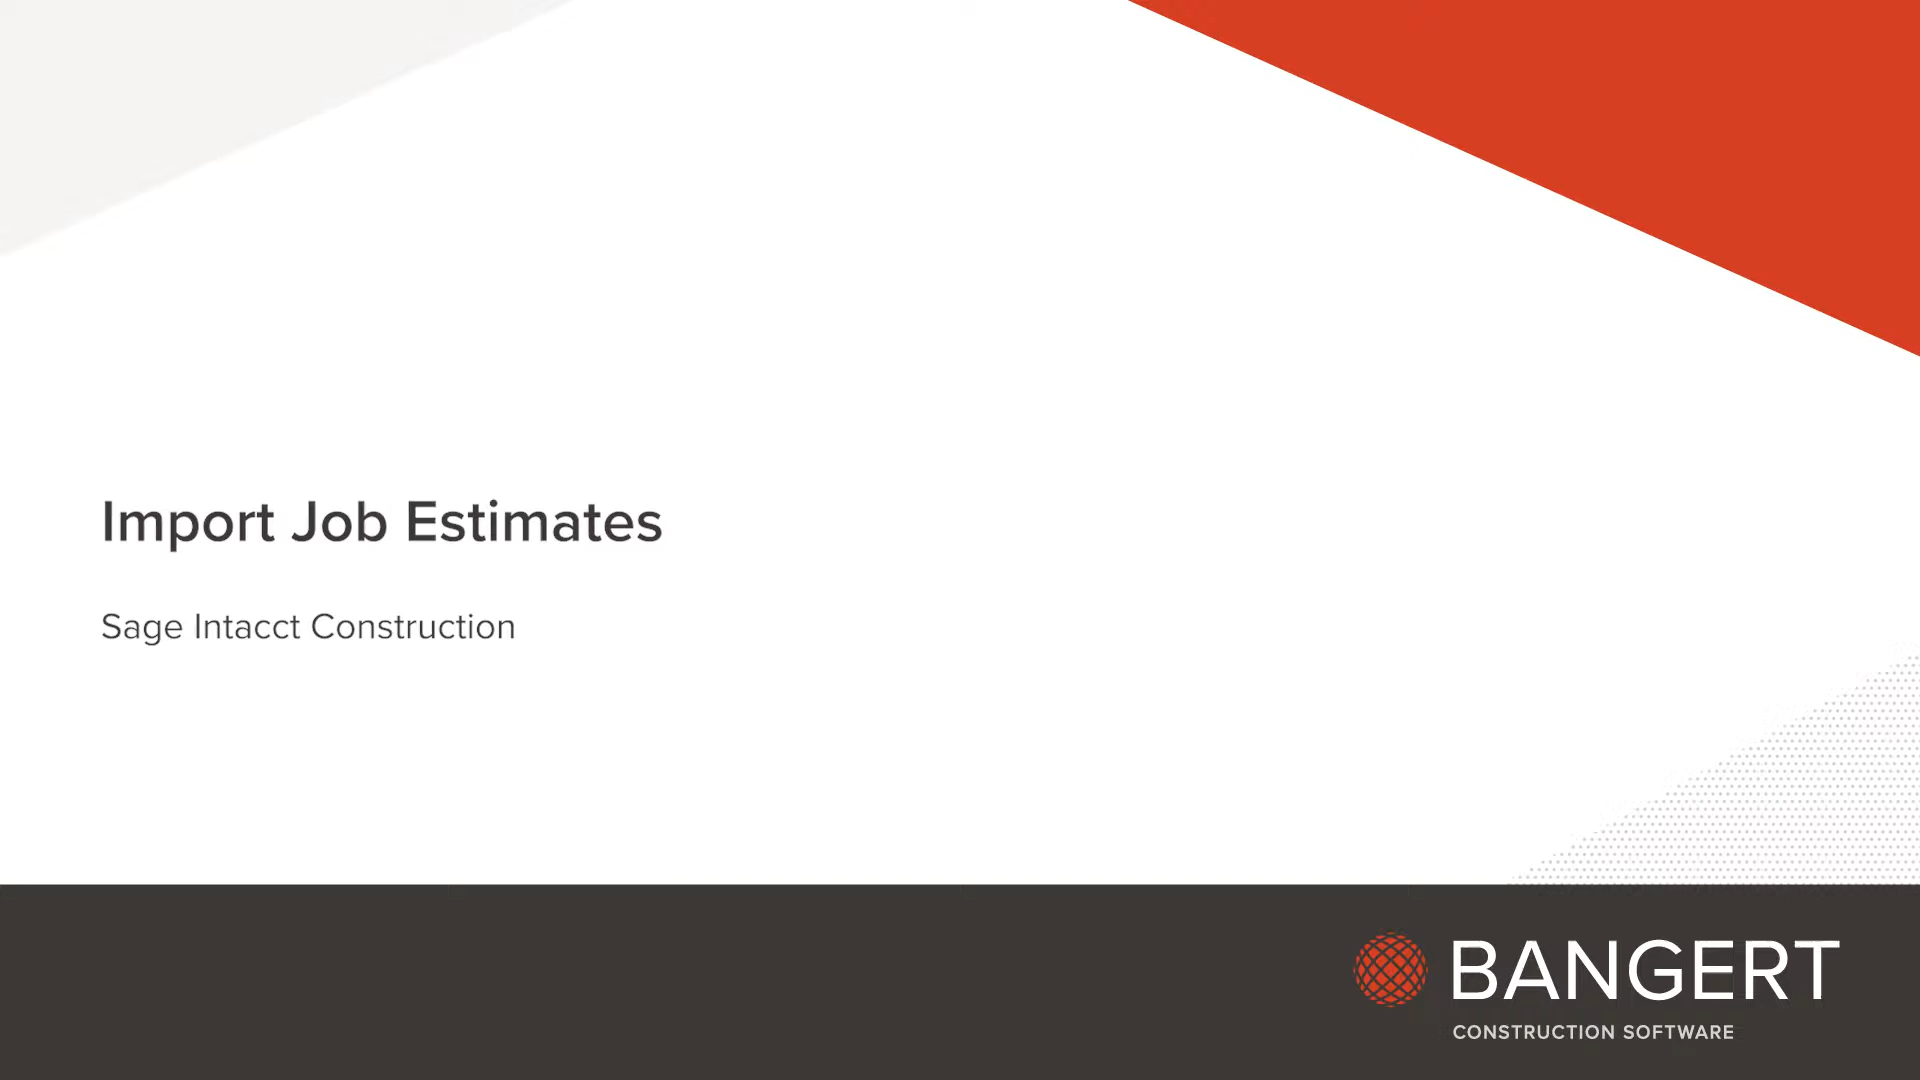 Import Job Estimates
Sage Intacct Construction
BANGERT
CONSTRUCTION SOFTWARE